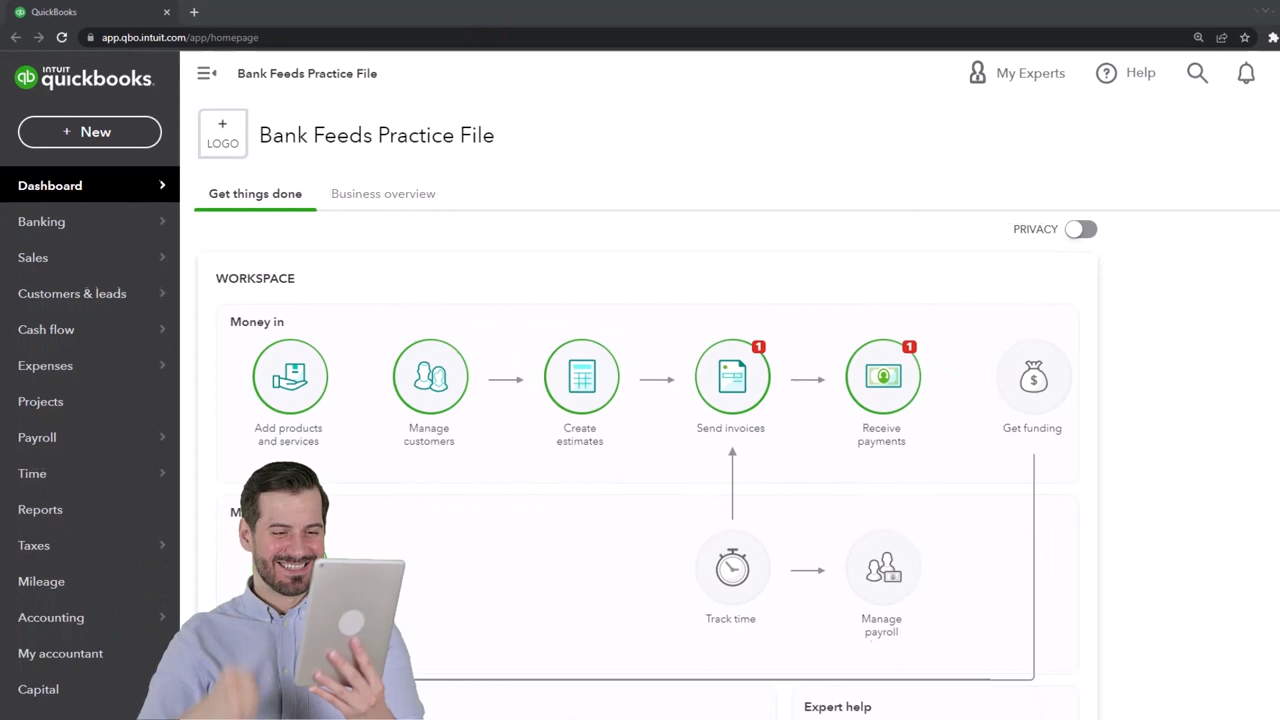 QuickBooks
app.qbo.intuit.com/app/homepage
INTUIT
quickbooks.
Bank Feeds Practice File
My Experts
Help
+ New
+
LOGO
Bank Feeds Practice File
Dashboard
Banking
Sales
Customers & leads
Cash flow
Expenses
Projects
Payroll
Time
Reports
Taxes
Mileage
Accounting
My accountant
Capital
Get things done
Business overview
PRIVACY
WORKSPACE
Money in
1
1
$
Add products
and services
Manage
customers
Create
estimates
Send invoices
Receive
payments
Get funding
Track time
Manage
payroll
Expert help